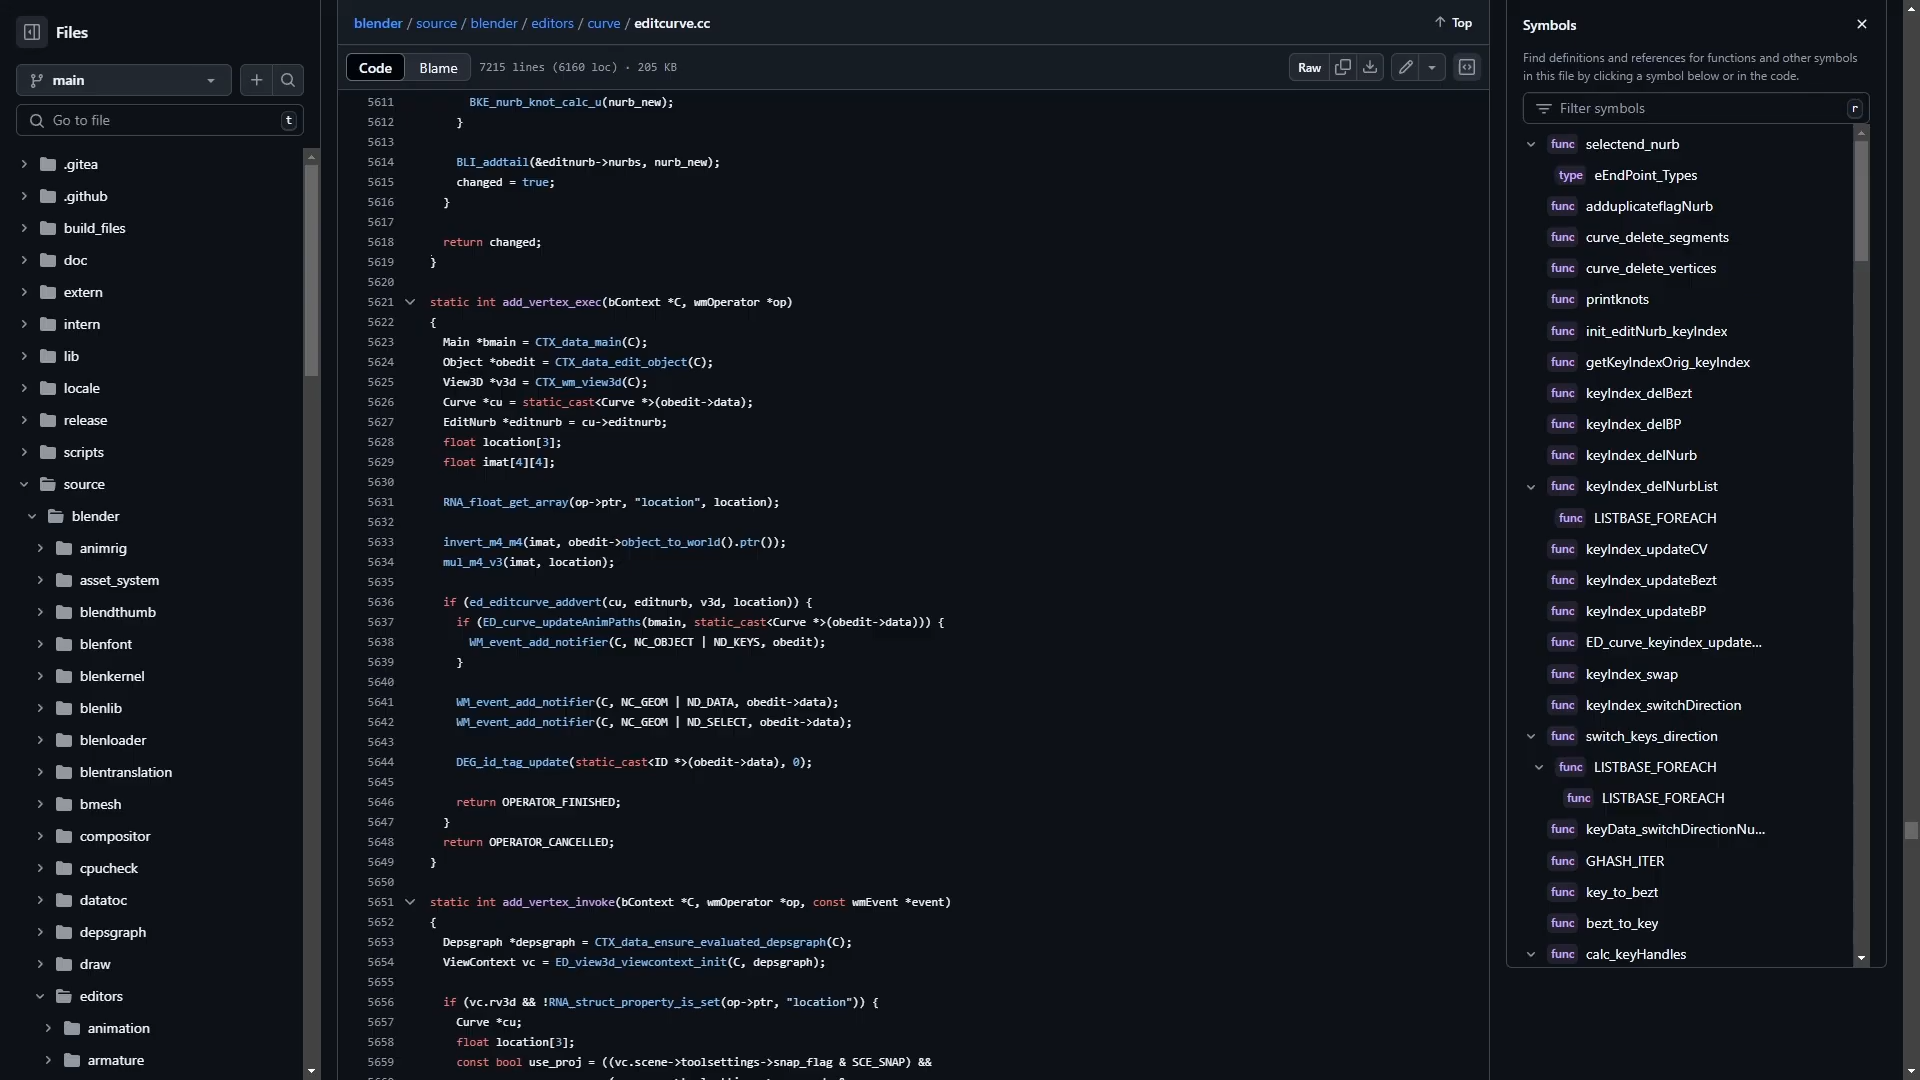 Files
main
Go to file
t
.gitea
.github
build_files
doc
extern
intern
lib
locale
release
scripts
source
blender
animrig
asset_system
blendthumb
blenfont
blenkernel
blenlib
blenloader
blentranslation
bmesh
compositor
cpucheck
datatoc
depsgraph
draw
editors
animation
armature
blender / source / blender / editors / curve / editcurve.cc
Top
Code Blame 7215 lines (6160 loc) · 205 KB
Raw
5611 BKE_nurb_knot_calc_u(nurb_new);
5612 }
5613
5614 BLI_addtail(&editnurb->nurbs, nurb_new);
5615 changed = true;
5616 }
5617
5618 return changed;
5619 }
5620
5621 static int add_vertex_exec(bContext *C, wmOperator *op)
5622 {
5623 Main *bmain = CTX_data_main(C);
5624 Object *obedit = CTX_data_edit_object(C);
5625 View3D *v3d = CTX_wm_view3d(C);
5626 Curve *cu = static_cast<Curve *>(obedit->data);
5627 EditNurb *editnurb = cu->editnurb;
5628 float location[3];
5629 float imat[4][4];
5630
5631 RNA_float_get_array(op->ptr, "location", location);
5632
5633 invert_m4_m4(imat, obedit->object_to_world().ptr());
5634 mul_m4_v3(imat, location);
5635
5636 if (ed_editcurve_addvert(cu, editnurb, v3d, location)) {
5637 if (ED_curve_updateAnimPaths(bmain, static_cast<Curve *>(obedit->data))) {
5638 WM_event_add_notifier(C, NC_OBJECT | ND_KEYS, obedit);
5639 }
5640
5641 WM_event_add_notifier(C, NC_GEOM | ND_DATA, obedit->data);
5642 WM_event_add_notifier(C, NC_GEOM | ND_SELECT, obedit->data);
5643
5644 DEG_id_tag_update(static_cast<ID *>(obedit->data), 0);
5645
5646 return OPERATOR_FINISHED;
5647 }
5648 return OPERATOR_CANCELLED;
5649 }
5650
5651 static int add_vertex_invoke(bContext *C, wmOperator *op, const wmEvent *event)
5652 {
5653 Depsgraph *depsgraph = CTX_data_ensure_evaluated_depsgraph(C);
5654 ViewContext vc = ED_view3d_viewcontext_init(C, depsgraph);
5655
5656 if (vc.rv3d && !RNA_struct_property_is_set(op->ptr, "location")) {
5657 Curve *cu;
5658 float location[3];
5659 const bool use_proj = ((vc.scene->toolsettings->snap_flag & SCE_SNAP) &&
Symbols
Find definitions and references for functions and other symbols
in this file by clicking a symbol below or in the code.
Filter symbols
r
func selectend_nurb
type eEndPoint_Types
func adduplicateflagNurb
func curve_delete_segments
func curve_delete_vertices
func printknots
func init_editNurb_keyIndex
func getKeyIndexOrig_keyIndex
func keyIndex_delBezt
func keyIndex_delBP
func keyIndex_delNurb
func keyIndex_delNurbList
func LISTBASE_FOREACH
func keyIndex_updateCV
func keyIndex_updateBezt
func keyIndex_updateBP
func ED_curve_keyindex_update...
func keyIndex_swap
func keyIndex_switchDirection
func switch_keys_direction
func LISTBASE_FOREACH
func LISTBASE_FOREACH
func keyData_switchDirectionNu...
func GHASH_ITER
func key_to_bezt
func bezt_to_key
func calc_keyHandles